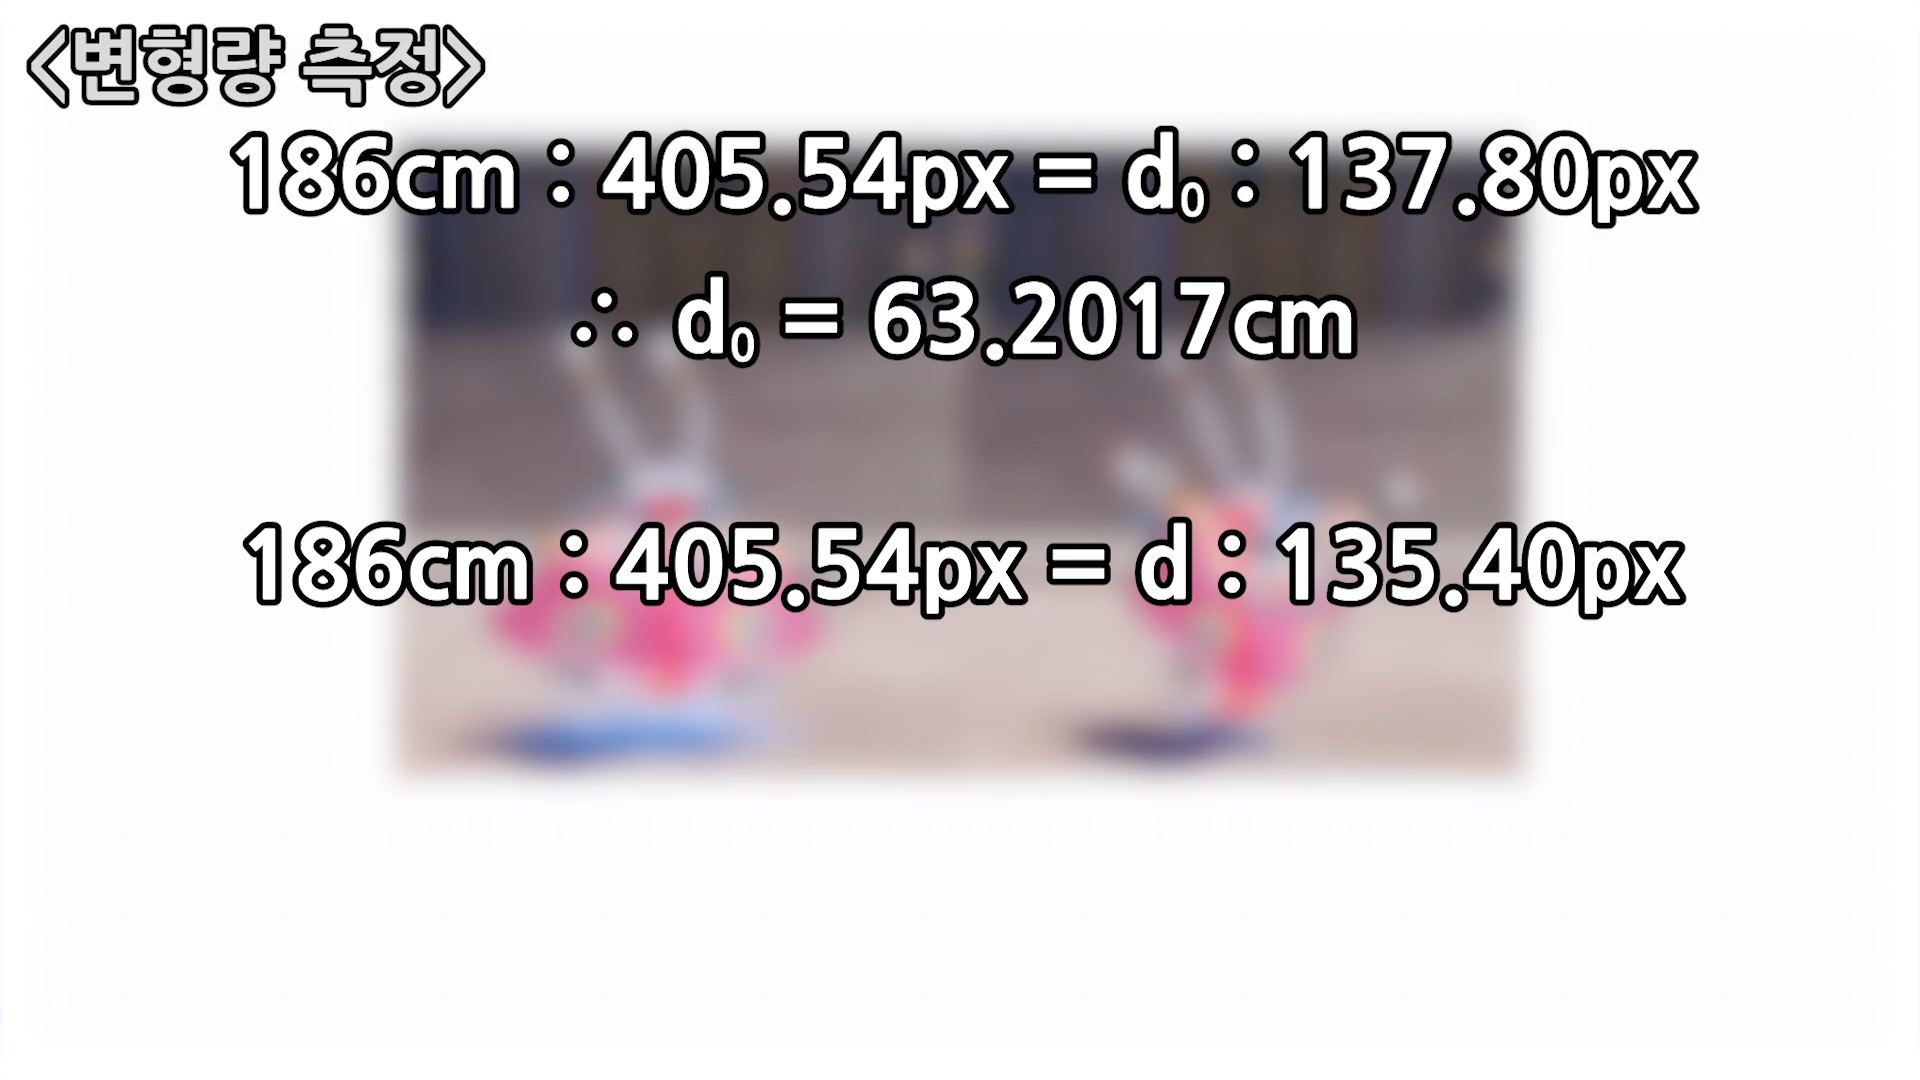 <변형량 측정>
186cm : 405.54px = d₀ : 137.80px
∴ d₀ = 63.2017cm
186cm : 405.54px = d : 135.40px